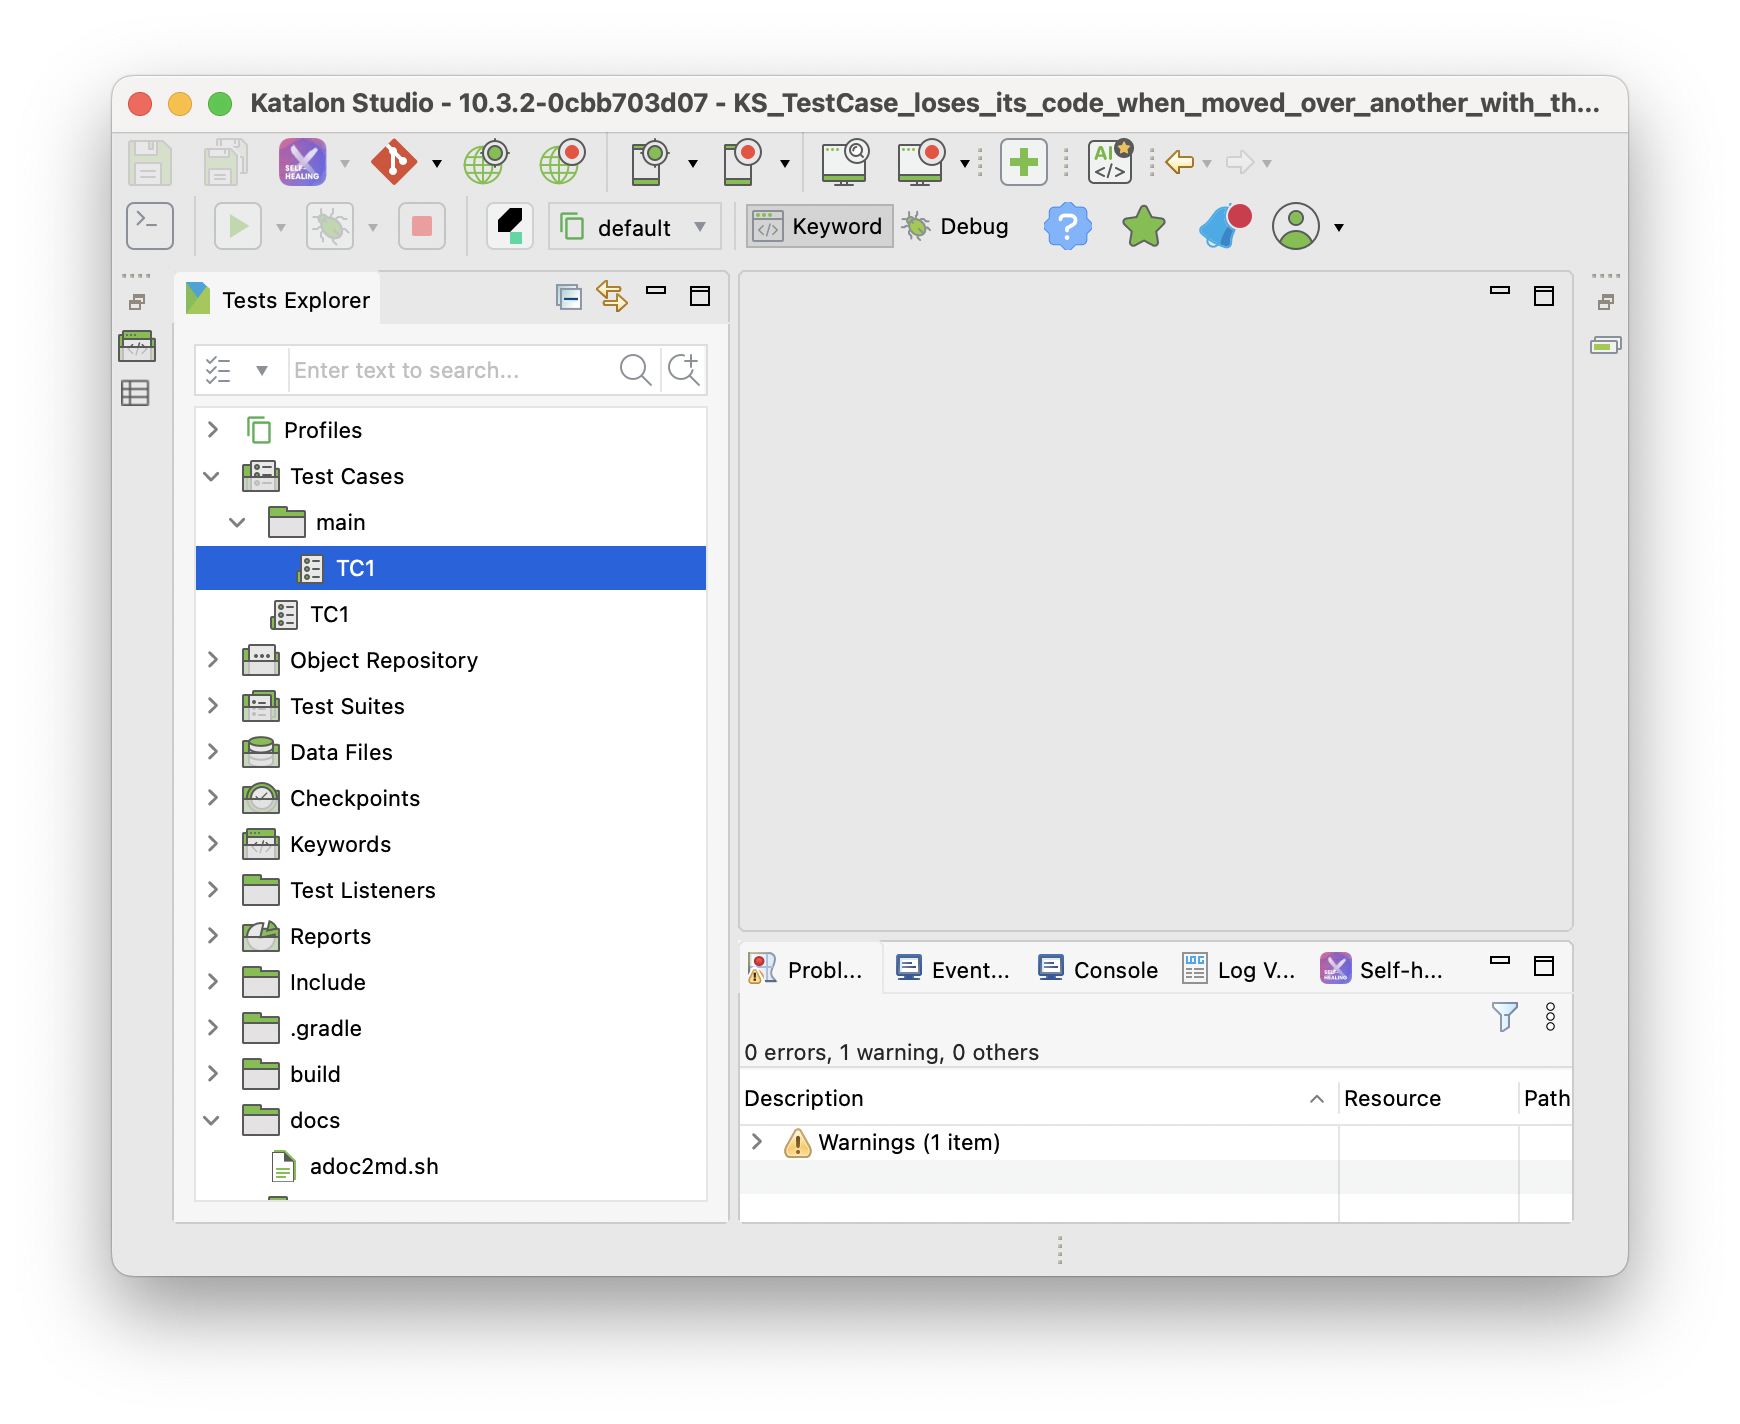 Katalon Studio - 10.3.2-0cbb703d07 - KS_TestCase_loses_its_code_when_moved_over_another_with_th...
SELF-HEALING
AI
</>
default
Keyword
Debug
Tests Explorer
Enter text to search...
Profiles
Test Cases
main
TC1
TC1
Object Repository
Test Suites
Data Files
Checkpoints
Keywords
Test Listeners
Reports
Include
.gradle
build
docs
adoc2md.sh
Probl...
Event...
Console
LOG
Log V...
Self-h...
0 errors, 1 warning, 0 others
Description
Resource
Path
Warnings (1 item)